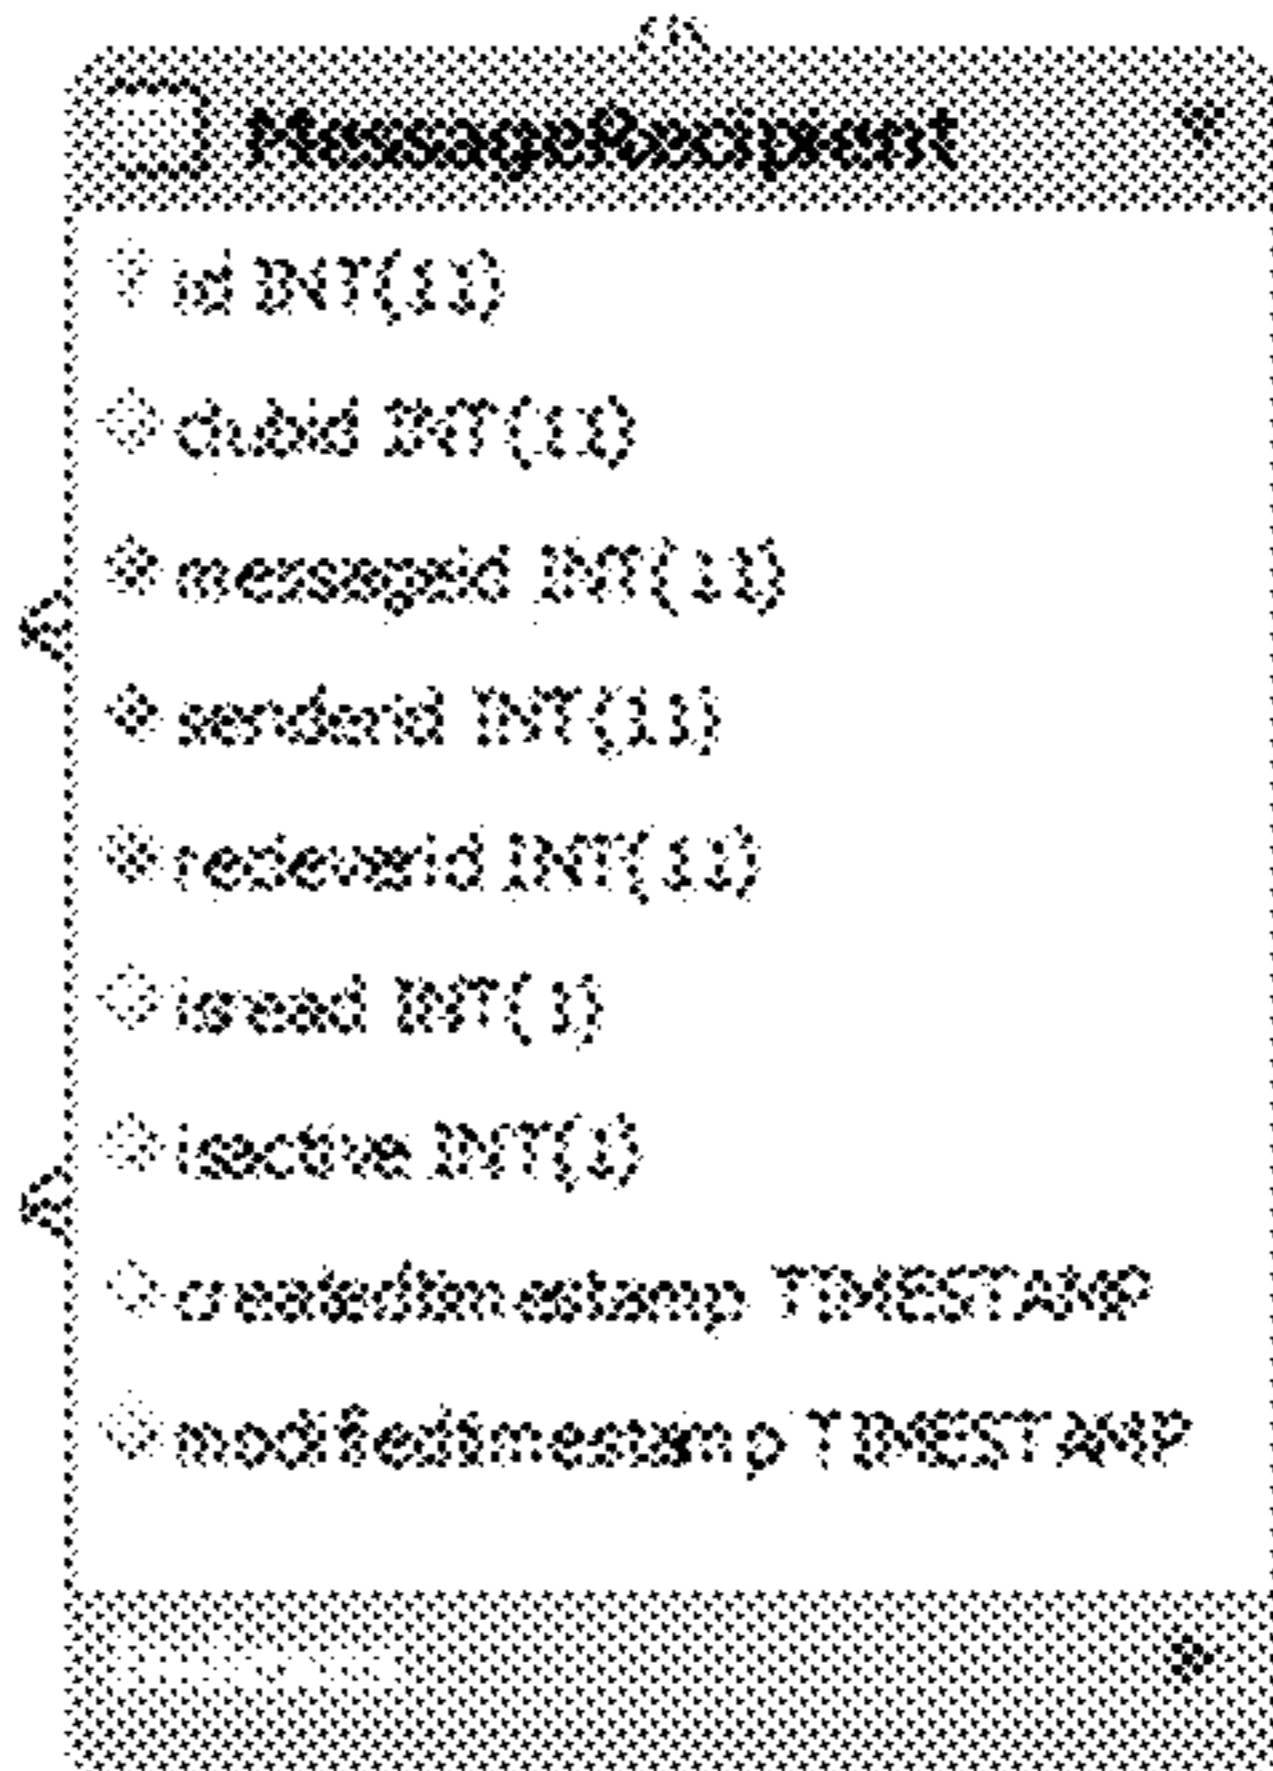 MessageRecipient
id INT(11)
clubid INT(11)
messageid INT(11)
senderid INT(11)
recieverid INT(11)
isread INT(1)
isactive INT(1)
createdtimestamp TIMESTAMP
modifiedtimestamp TIMESTAMP